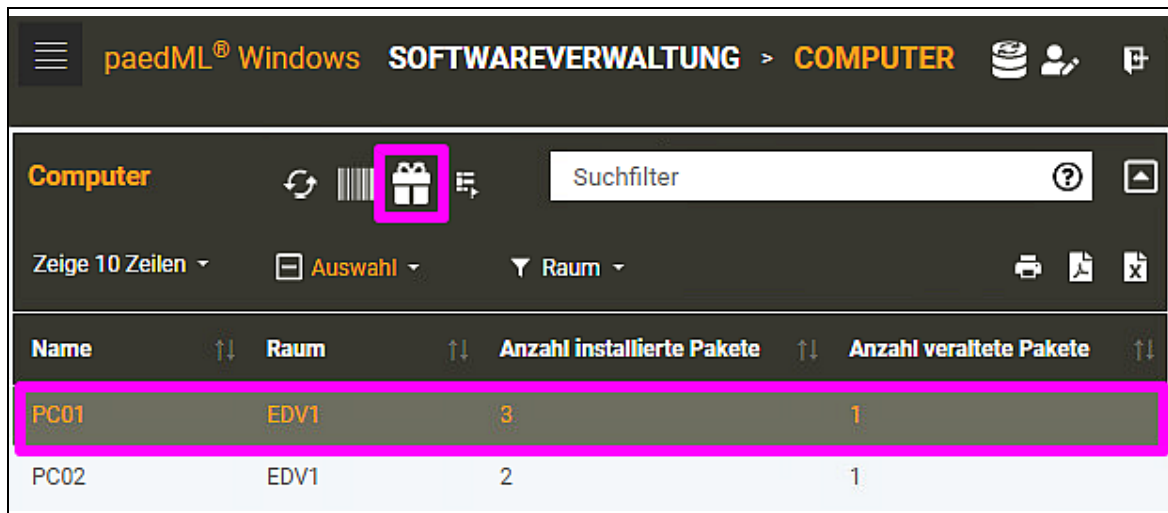 paedML® Windows SOFTWAREVERWALTUNG > COMPUTER
Computer Suchfilter
Zeige 10 Zeilen Auswahl Raum
Name Raum Anzahl installierte Pakete Anzahl veraltete Pakete
PC01 EDV1 3 1
PC02 EDV1 2 1